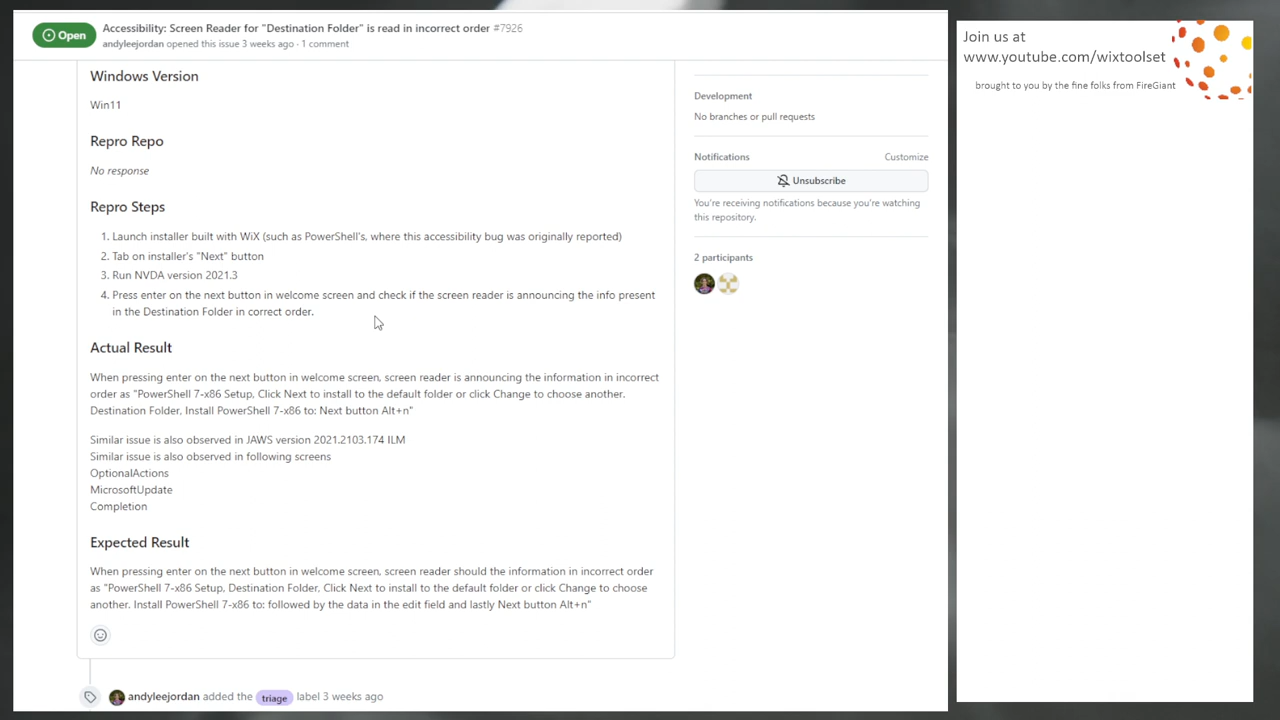 Open
Accessibility: Screen Reader for "Destination Folder" is read in incorrect order #7926
andyleejordan opened this issue 3 weeks ago · 1 comment
Windows Version
Win11
Repro Repo
No response
Repro Steps
1. Launch installer built with WiX (such as PowerShell's, where this accessibility bug was originally reported)
2. Tab on installer's "Next" button
3. Run NVDA version 2021.3
4. Press enter on the next button in welcome screen and check if the screen reader is announcing the info present
in the Destination Folder in correct order.
Actual Result
When pressing enter on the next button in welcome screen, screen reader is announcing the information in incorrect
order as "PowerShell 7-x86 Setup, Click Next to install to the default folder or click Change to choose another.
Destination Folder, Install PowerShell 7-x86 to: Next button Alt+n"
Similar issue is also observed in JAWS version 2021.2103.174 ILM
Similar issue is also observed in following screens
OptionalActions
MicrosoftUpdate
Completion
Expected Result
When pressing enter on the next button in welcome screen, screen reader should the information in incorrect order
as "PowerShell 7-x86 Setup, Destination Folder, Click Next to install to the default folder or click Change to choose
another. Install PowerShell 7-x86 to: followed by the data in the edit field and lastly Next button Alt+n"
andyleejordan added the triage label 3 weeks ago
Development
No branches or pull requests
Notifications
Customize
Unsubscribe
You're receiving notifications because you're watching
this repository.
2 participants
Join us at
www.youtube.com/wixtoolset
brought to you by the fine folks from FireGiant